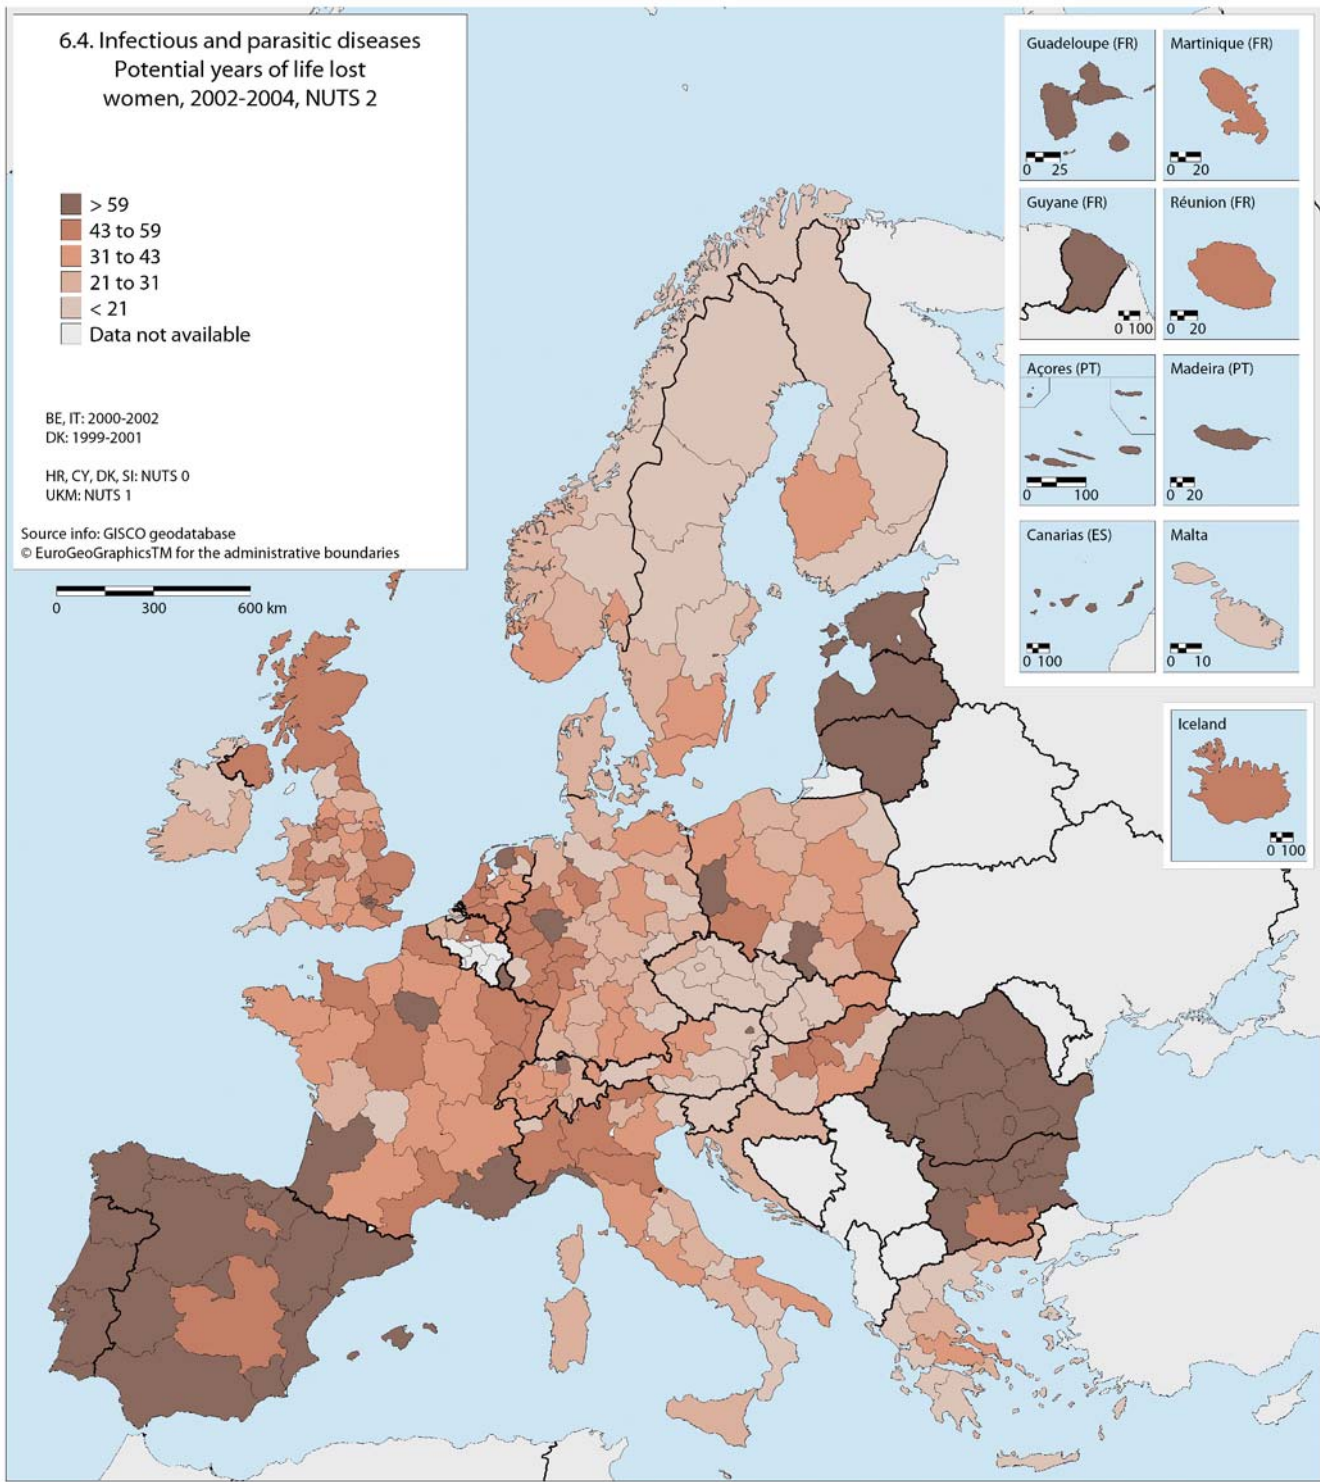 6.4. Infectious and parasitic diseases
Potential years of life lost
women, 2002-2004, NUTS 2
> 59
43 to 59
31 to 43
21 to 31
< 21
Data not available
BE, IT: 2000-2002
DK: 1999-2001
HR, CY, DK, SI: NUTS 0
UKM: NUTS 1
Source info: GISCO geodatabase
© EuroGeoGraphicsTM for the administrative boundaries
0 300 600 km
Guadeloupe (FR)
0 25
Martinique (FR)
0 20
Guyane (FR)
0 100
Réunion (FR)
0 20
Açores (PT)
0 100
Madeira (PT)
0 20
Canarias (ES)
0 100
Malta
0 10
Iceland
0 100